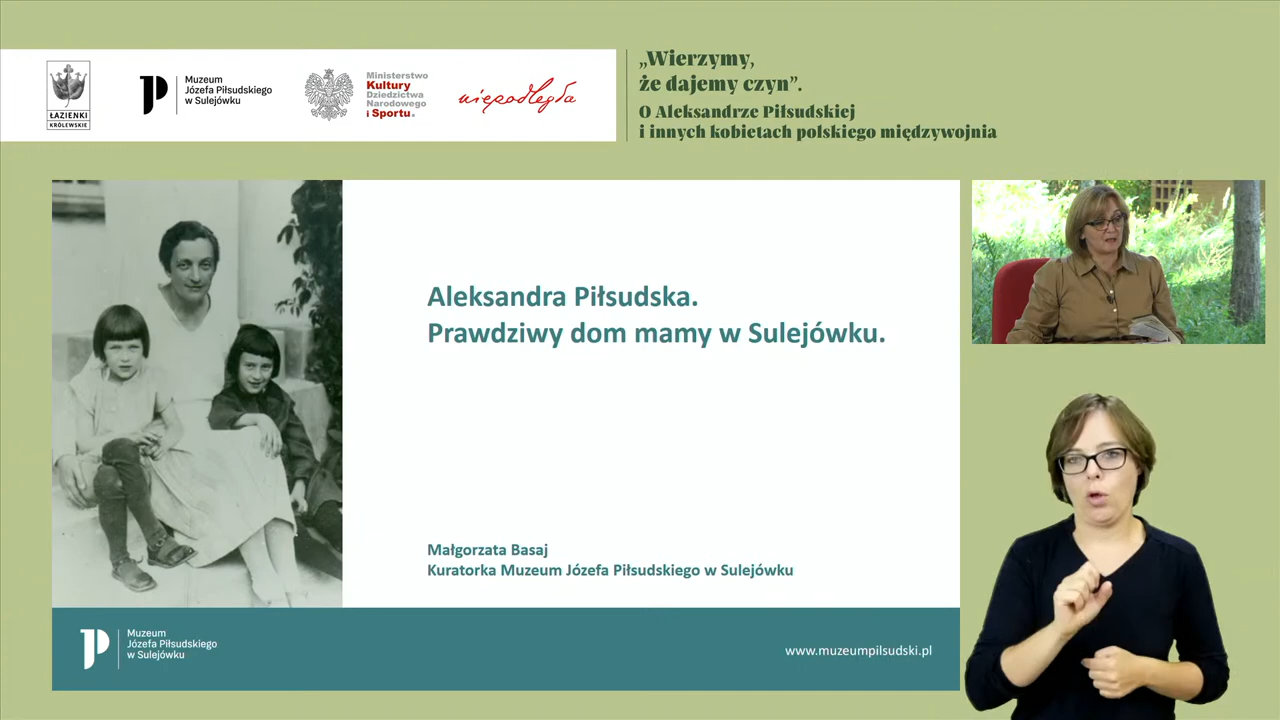 ŁAZIENKI
KRÓLEWSKIE
Muzeum
Józefa Piłsudskiego
w Sulejówku
Ministerstwo
Kultury
Dziedzictwa
Narodowego
i Sportu.
niepodległa
„Wierzymy,
że dajemy czyn”.
O Aleksandrze Piłsudskiej
i innych kobietach polskiego międzywojnia
Aleksandra Piłsudska.
Prawdziwy dom mamy w Sulejówku.
Małgorzata Basaj
Kuratorka Muzeum Józefa Piłsudskiego w Sulejówku
Muzeum
Józefa Piłsudskiego
w Sulejówku
www.muzeumpilsudski.pl